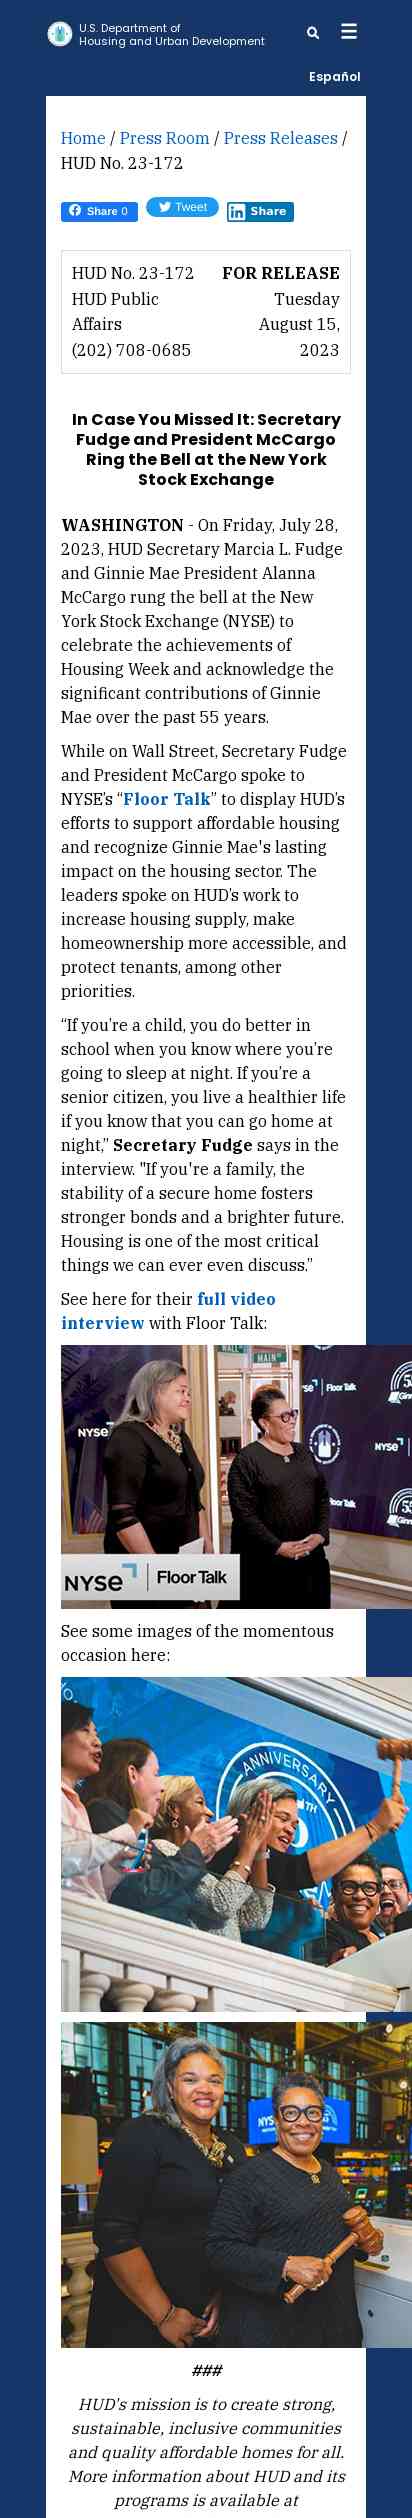 U.S. Department of
Housing and Urban Development
Español
Home / Press Room / Press Releases /
HUD No. 23-172
Share 0
Tweet
in Share
HUD No. 23-172
HUD Public
Affairs
(202) 708-0685
FOR RELEASE
Tuesday
August 15,
2023
In Case You Missed It: Secretary
Fudge and President McCargo
Ring the Bell at the New York
Stock Exchange
WASHINGTON - On Friday, July 28,
2023, HUD Secretary Marcia L. Fudge
and Ginnie Mae President Alanna
McCargo rung the bell at the New
York Stock Exchange (NYSE) to
celebrate the achievements of
Housing Week and acknowledge the
significant contributions of Ginnie
Mae over the past 55 years.
While on Wall Street, Secretary Fudge
and President McCargo spoke to
NYSE’s “Floor Talk” to display HUD’s
efforts to support affordable housing
and recognize Ginnie Mae's lasting
impact on the housing sector. The
leaders spoke on HUD’s work to
increase housing supply, make
homeownership more accessible, and
protect tenants, among other
priorities.
“If you’re a child, you do better in
school when you know where you’re
going to sleep at night. If you’re a
senior citizen, you live a healthier life
if you know that you can go home at
night,” Secretary Fudge says in the
interview. "If you're a family, the
stability of a secure home fosters
stronger bonds and a brighter future.
Housing is one of the most critical
things we can ever even discuss.”
See here for their full video
interview with Floor Talk:
WALL
MAIN
Floor Talk
NYSE
NYSE
Floor Talk
NYSE Floor Talk
See some images of the momentous
occasion here:
ANNIVERSARY
TH
###
HUD's mission is to create strong,
sustainable, inclusive communities
and quality affordable homes for all.
More information about HUD and its
programs is available at